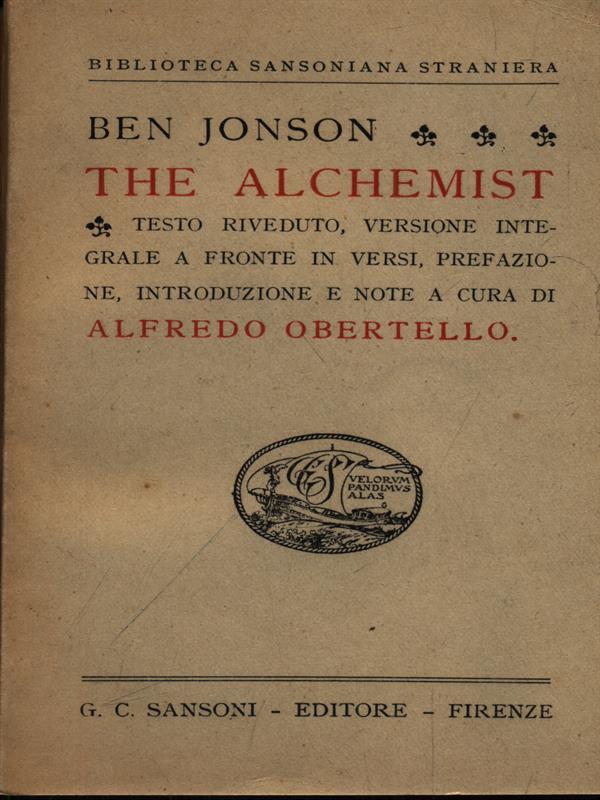 BIBLIOTECA SANSONIANA STRANIERA
BEN JONSON
THE ALCHEMIST
TESTO RIVEDUTO, VERSIONE INTE-
GRALE A FRONTE IN VERSI, PREFAZIO-
NE, INTRODUZIONE E NOTE A CURA DI
ALFREDO OBERTELLO.
GCS
VELORVM
PANDIMVS
ALAS
G. C. SANSONI - EDITORE - FIRENZE